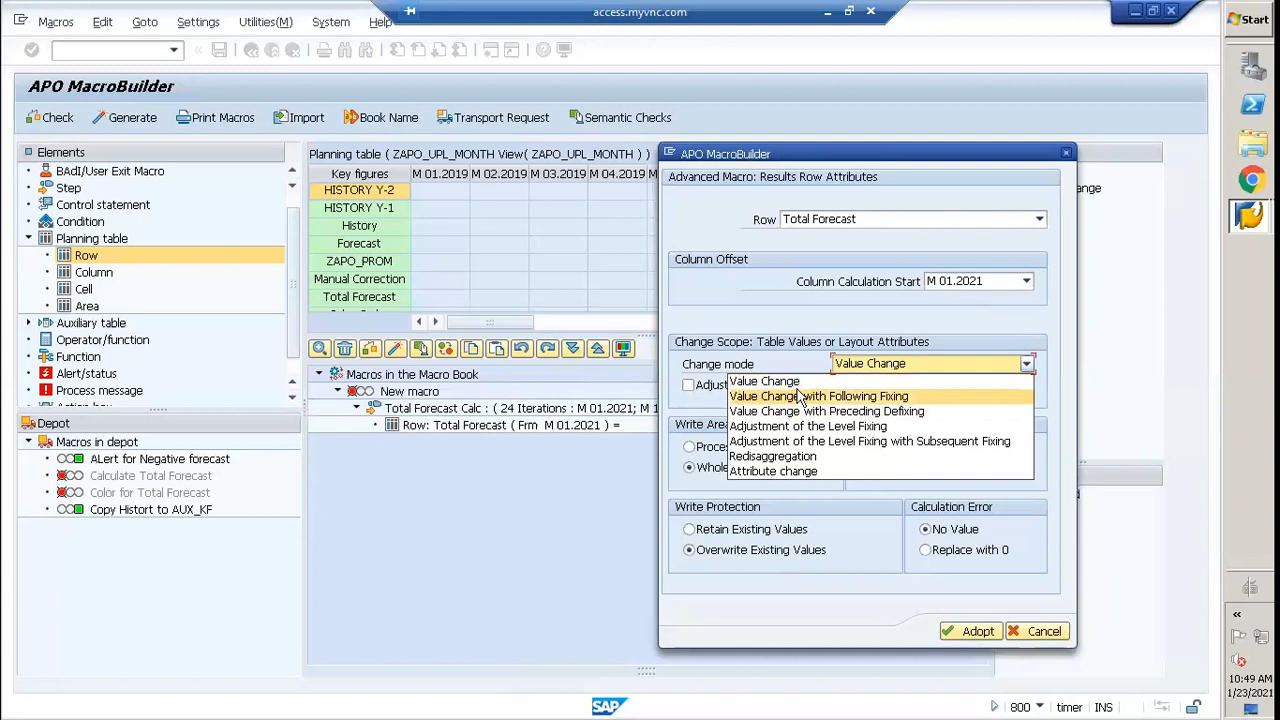 access.myvnc.com
Macros Edit Goto Settings Utilities(M) System Help
Start
APO MacroBuilder
Check Generate Print Macros Import Book Name Transport Request Semantic Checks
Elements
BAdI/User Exit Macro
Step
Control statement
Condition
Planning table
Row
Column
Cell
Area
Auxiliary table
Operator/function
Function
Alert/status
Process message
Depot
Macros in depot
ALert for Negative forecast
Calculate Total Forecast
Color for Total Forecast
Copy Histort to AUX_KF
Planning table ( ZAPO_UPL_MONTH View( ZAPO_UPL_MONTH ) )
Key figures M 01.2019 M 02.2019 M 03.2019 M 04.2019
HISTORY Y-2
HISTORY Y-1
History
Forecast
ZAPO_PROM
Manual Correction
Total Forecast
Macros in the Macro Book
New macro
Total Forecast Calc : ( 24 Iterations : M 01.2021; M 1
Row: Total Forecast ( Frm M 01.2021 ) =
APO MacroBuilder
Advanced Macro: Results Row Attributes
Row Total Forecast
Column Offset
Column Calculation Start M 01.2021
Change Scope: Table Values or Layout Attributes
Change mode Value Change
Adjust
Value Change
Value Change with Following Fixing
Value Change with Preceding Defixing
Adjustment of the Level Fixing
Adjustment of the Level Fixing with Subsequent Fixing
Redisaggregation
Attribute change
Write Area
Proce
Whole
Write Protection
Retain Existing Values
Overwrite Existing Values
Calculation Error
No Value
Replace with 0
Adopt Cancel
ange
SAP
800 timer INS
10:49 AM
1/23/2021